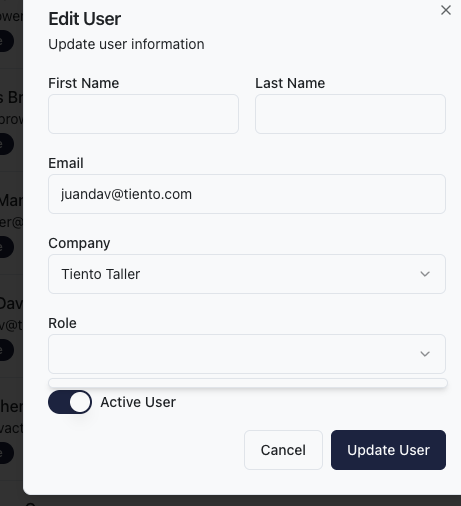 Edit User
Update user information
First Name
Last Name
Email
juandav@tiento.com
Company
Tiento Taller
Role
Active User
Cancel
Update User